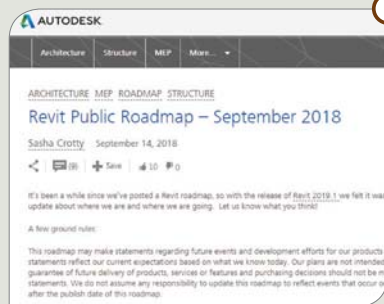 AUTODESK
Architecture Structure MEP More...
ARCHITECTURE MEP ROADMAP STRUCTURE
Revit Public Roadmap – September 2018
Sasha Crotty September 14, 2018
(9) Save 10 0
It's been a while since we've posted a Revit roadmap, so with the release of Revit 2019.1 we felt it was
update about where we are and where we are going. Let us know what you think!
A few ground rules:
This roadmap may make statements regarding future events and development efforts for our products
statements reflect our current expectations based on what we know today. Our plans are not intended
guarantee of future delivery of products, services or features and purchasing decisions should not be m
statements. We do not assume any responsibility to update this roadmap to reflect events that occur
after the publish date of this roadmap.